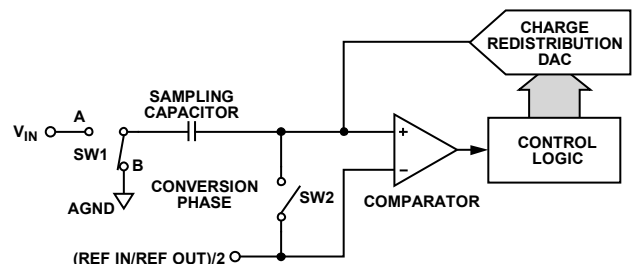 CHARGE
REDISTRIBUTION
DAC
SAMPLING
CAPACITOR
A
VIN
SW1
B
AGND
CONVERSION
PHASE
SW2
+
–
COMPARATOR
CONTROL
LOGIC
(REF IN/REF OUT)/2